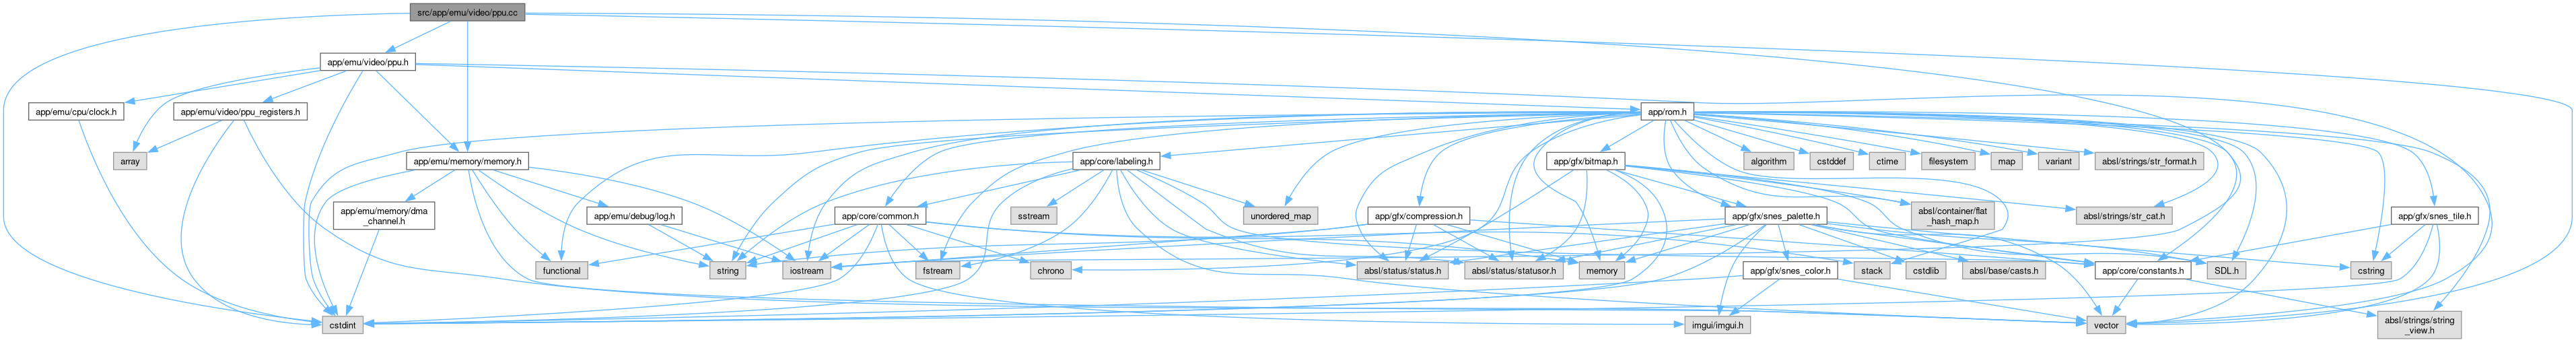 src/app/emu/video/ppu.cc
app/emu/video/ppu.h
app/emu/cpu/clock.h
app/emu/video/ppu_registers.h
app/rom.h
array
app/emu/memory/memory.h
app/core/labeling.h
app/gfx/bitmap.h
algorithm
cstddef
ctime
filesystem
map
variant
absl/strings/str_format.h
app/emu/memory/dma
_channel.h
app/emu/debug/log.h
app/core/common.h
sstream
unordered_map
app/gfx/compression.h
app/gfx/snes_palette.h
absl/container/flat
_hash_map.h
absl/strings/str_cat.h
app/gfx/snes_tile.h
functional
string
iostream
fstream
chrono
absl/status/status.h
absl/status/statusor.h
memory
app/gfx/snes_color.h
stack
cstdlib
absl/base/casts.h
app/core/constants.h
SDL.h
cstring
cstdint
imgui/imgui.h
vector
absl/strings/string
_view.h